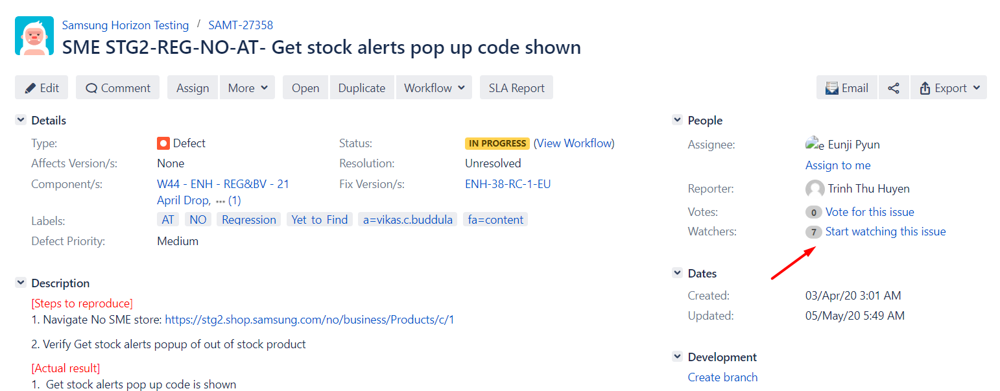 Samsung Horizon Testing / SAMT-27358
SME STG2-REG-NO-AT- Get stock alerts pop up code shown
Edit Comment Assign More Open Duplicate Workflow SLA Report Email Export
Details
Type: Defect
Status: IN PROGRESS (View Workflow)
Affects Version/s: None
Resolution: Unresolved
Component/s: W44 - ENH - REG&BV - 21
April Drop, ••• (1)
Fix Version/s: ENH-38-RC-1-EU
Labels: AT NO Regression Yet to Find a=vikas.c.buddula fa=content
Defect Priority: Medium
Description
[Steps to reproduce]
1. Navigate No SME store: https://stg2.shop.samsung.com/no/business/Products/c/1
2. Verify Get stock alerts popup of out of stock product
[Actual result]
1. Get stock alerts pop up code is shown
People
Assignee: e Eunji Pyun
Assign to me
Reporter: Trinh Thu Huyen
Votes: 0 Vote for this issue
Watchers: 7 Start watching this issue
Dates
Created: 03/Apr/20 3:01 AM
Updated: 05/May/20 5:49 AM
Development
Create branch